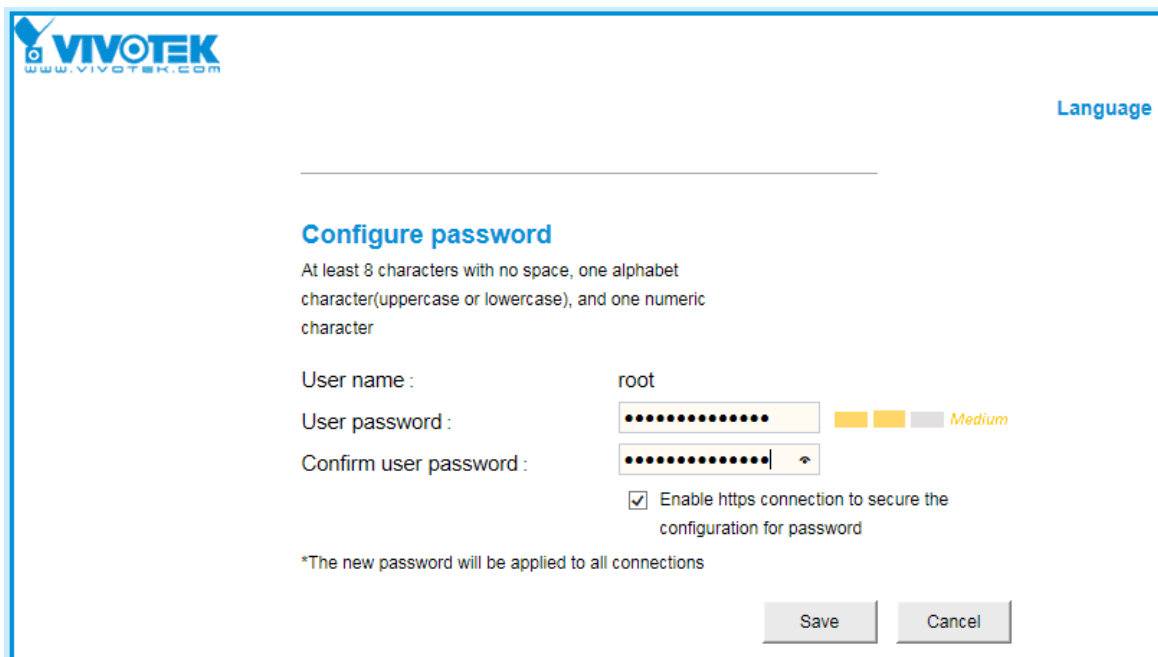 VIVOTEK
www.vivotek.com
Language
Configure password
At least 8 characters with no space, one alphabet
character(uppercase or lowercase), and one numeric
character
User name :
root
User password :
••••••••••••••
Medium
Confirm user password :
••••••••••••••
Enable https connection to secure the
configuration for password
*The new password will be applied to all connections
Save
Cancel